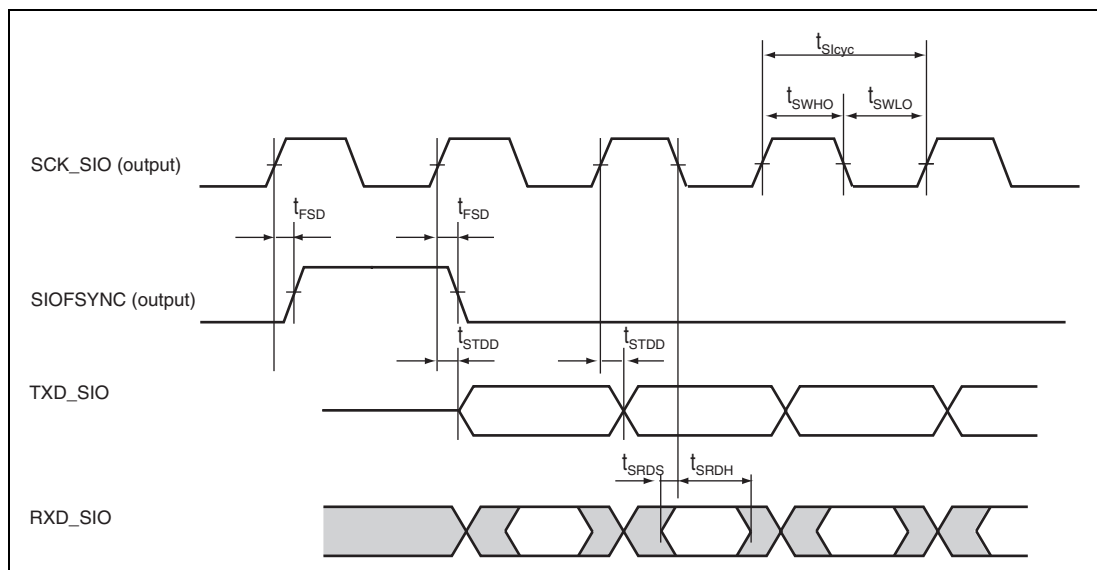 tSIcyc
tSWHO tSWLO
SCK_SIO (output)
tFSD tFSD
SIOFSYNC (output)
tSTDD tSTDD
TXD_SIO
tSRDS tSRDH
RXD_SIO